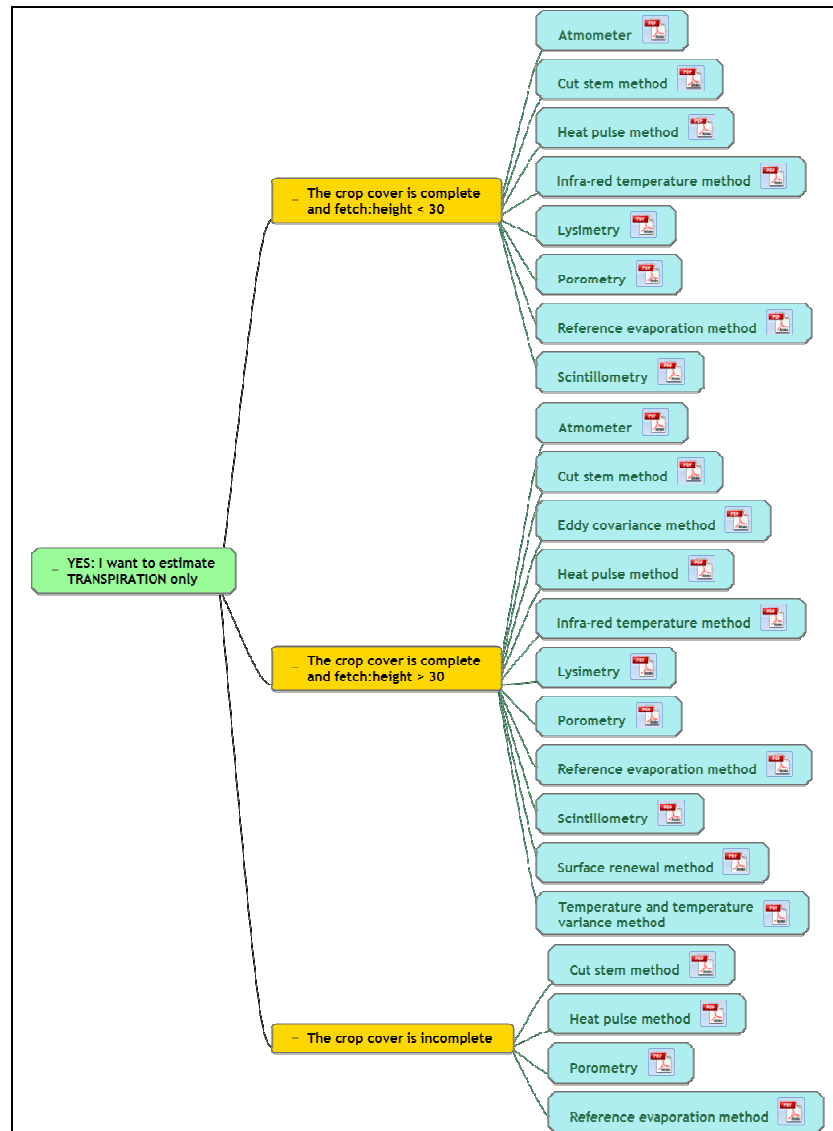 YES: I want to estimate
TRANSPIRATION only
The crop cover is complete
and fetch:height < 30
Atmometer
Cut stem method
Heat pulse method
Infra-red temperature method
Lysimetry
Porometry
Reference evaporation method
Scintillometry
The crop cover is complete
and fetch:height > 30
Atmometer
Cut stem method
Eddy covariance method
Heat pulse method
Infra-red temperature method
Lysimetry
Porometry
Reference evaporation method
Scintillometry
Surface renewal method
Temperature and temperature
variance method
The crop cover is incomplete
Cut stem method
Heat pulse method
Porometry
Reference evaporation method